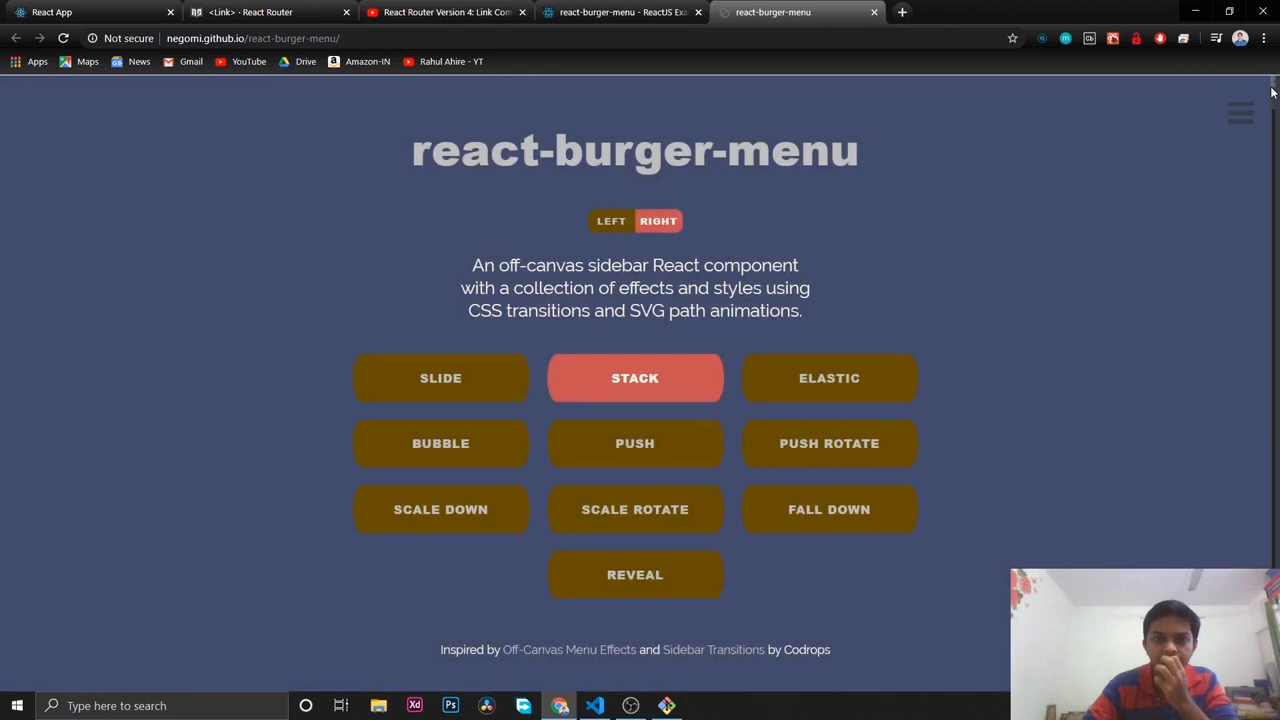 React App
<Link> · React Router
React Router Version 4: Link Com
react-burger-menu - ReactJS Exa
react-burger-menu
Not secure
negomi.github.io/react-burger-menu/
Apps
Maps
News
Gmail
YouTube
Drive
Amazon-IN
Rahul Ahire - YT
react-burger-menu
LEFT RIGHT
An off-canvas sidebar React component
with a collection of effects and styles using
CSS transitions and SVG path animations.
SLIDE STACK ELASTIC
BUBBLE PUSH PUSH ROTATE
SCALE DOWN SCALE ROTATE FALL DOWN
REVEAL
Inspired by Off-Canvas Menu Effects and Sidebar Transitions by Codrops
Type here to search
Xd
Ps